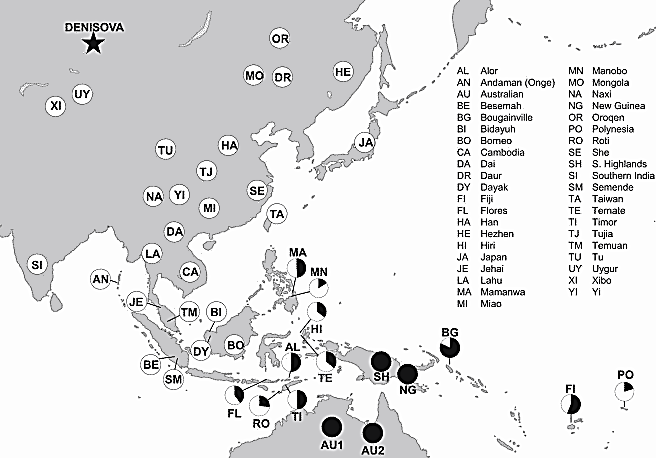 DENISOVA
OR
MO
DR
HE
XI
UY
TU
HA
JA
TJ
NA
YI
MI
SE
TA
DA
LA
CA
SI
AN
JE
TM
BI
BO
DY
BE
SM
MA
MN
HI
AL
TE
FL
RO
TI
SH
NG
BG
AU1
AU2
FI
PO
AL Alor
AN Andaman (Onge)
AU Australian
BE Besemah
BG Bougainville
BI Bidayuh
BO Borneo
CA Cambodia
DA Dai
DR Daur
DY Dayak
FI Fiji
FL Flores
HA Han
HE Hezhen
HI Hiri
JA Japan
JE Jehai
LA Lahu
MA Mamanwa
MI Miao
MN Manobo
MO Mongola
NA Naxi
NG New Guinea
OR Oroqen
PO Polynesia
RO Roti
SE She
SH S. Highlands
SI Southern India
SM Semende
TA Taiwan
TE Ternate
TI Timor
TJ Tujia
TM Temuan
TU Tu
UY Uygur
XI Xibo
YI Yi